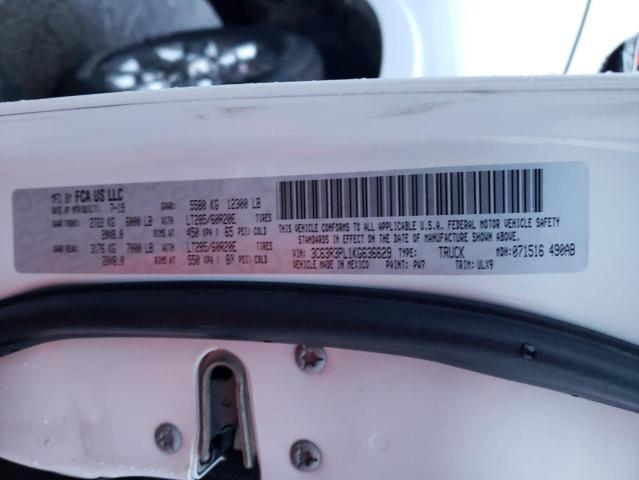 MFD BY FCA US LLC
DATE OF MFR(BUILT): 7-19 GVWR: 5580 KG 12300 LB
GAWR FRONT: 2722 KG 6000 LB WITH LT285/60R20E TIRES
20X8.0 RIMS AT 450 KPA( 65 PSI)COLD
GAWR REAR: 3176 KG 7000 LB WITH LT285/60R20E TIRES
20X8.0 RIMS AT 550 KPA( 80 PSI)COLD
THIS VEHICLE CONFORMS TO ALL APPLICABLE U.S.A. FEDERAL MOTOR VEHICLE SAFETY
STANDARDS IN EFFECT ON THE DATE OF MANUFACTURE SHOWN ABOVE.
VIN: 3C63R3PL1KG636629 TYPE: TRUCK MDH: 071516 490AB
VEHICLE MADE IN MEXICO PAINT: PW7 TRIM: ULX9